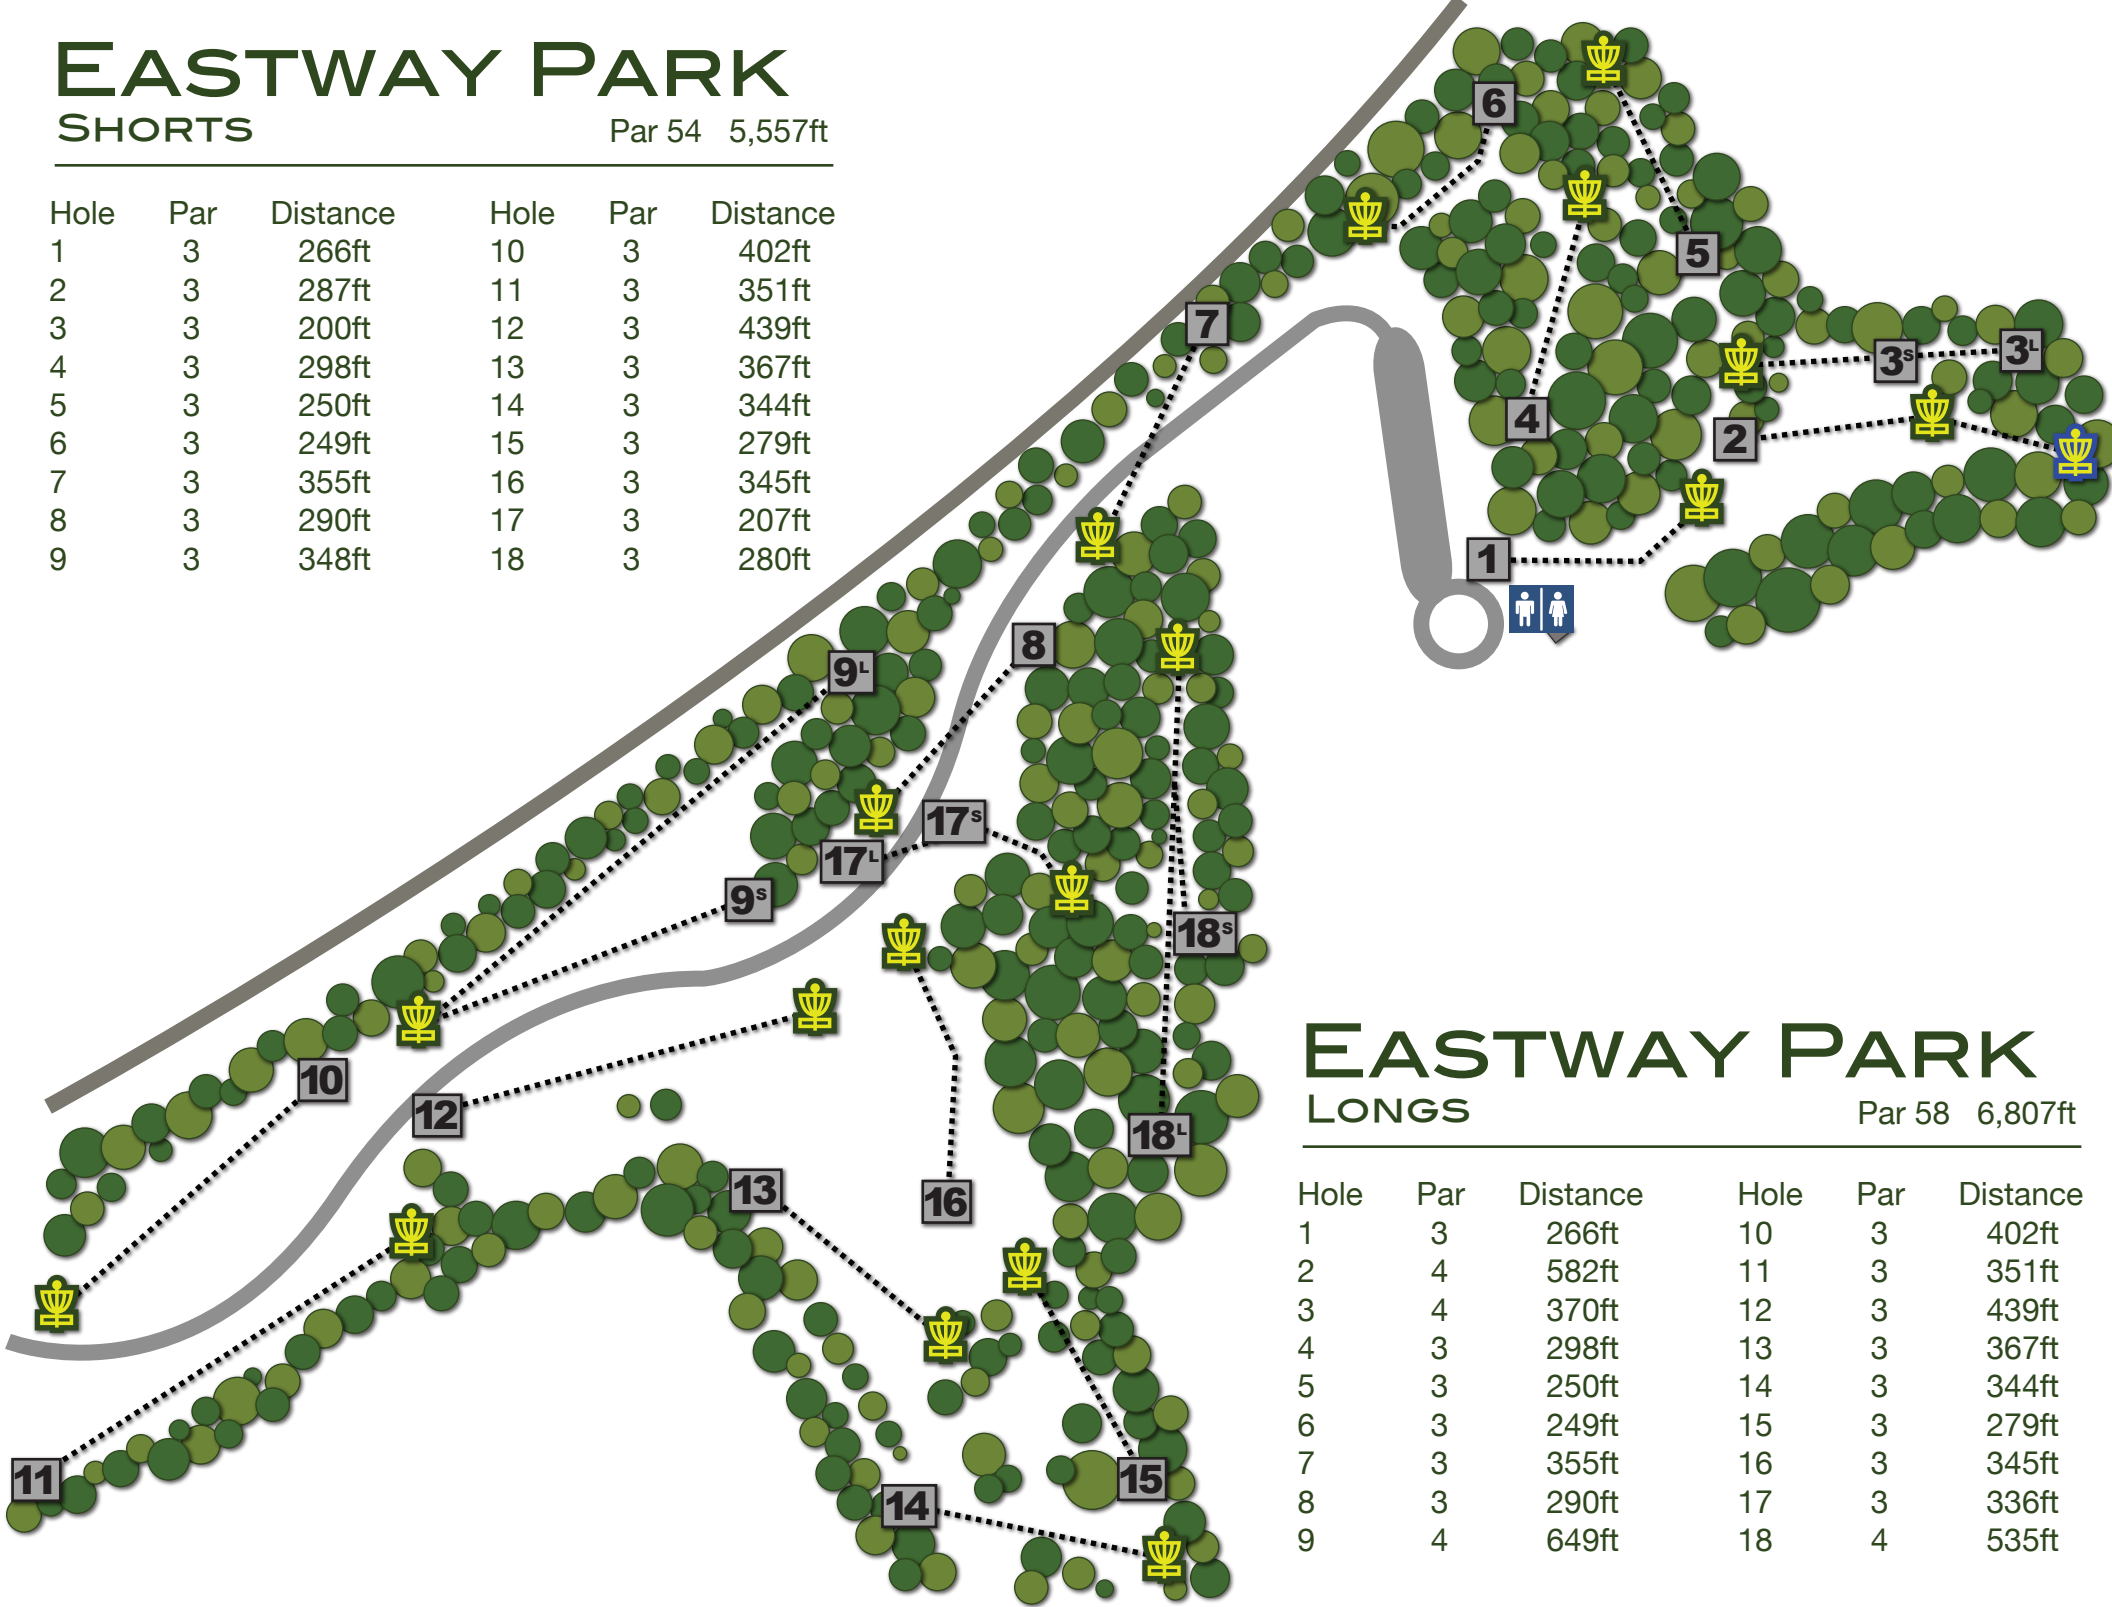 EASTWAY PARK
SHORTS Par 54 5,557ft
Hole Par Distance Hole Par Distance
1 3 266ft 10 3 402ft
2 3 287ft 11 3 351ft
3 3 200ft 12 3 439ft
4 3 298ft 13 3 367ft
5 3 250ft 14 3 344ft
6 3 249ft 15 3 279ft
7 3 355ft 16 3 345ft
8 3 290ft 17 3 207ft
9 3 348ft 18 3 280ft
6
5
7
3S
3L
4
2
1
8
9L
17S
17L
9S
18S
10
12
18L
13
16
11
15
14
EASTWAY PARK
LONGS Par 58 6,807ft
Hole Par Distance Hole Par Distance
1 3 266ft 10 3 402ft
2 4 582ft 11 3 351ft
3 4 370ft 12 3 439ft
4 3 298ft 13 3 367ft
5 3 250ft 14 3 344ft
6 3 249ft 15 3 279ft
7 3 355ft 16 3 345ft
8 3 290ft 17 3 336ft
9 4 649ft 18 4 535ft